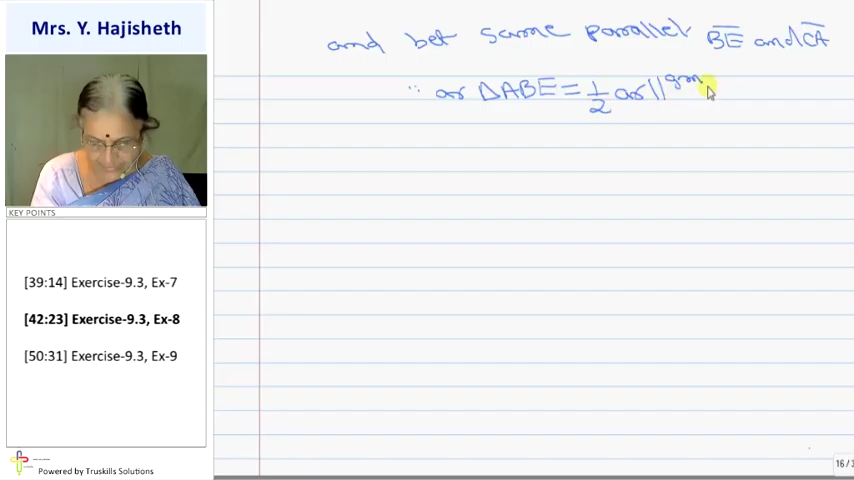 Mrs. Y. Hajisheth
KEY POINTS
[39:14] Exercise-9.3, Ex-7
[42:23] Exercise-9.3, Ex-8
[50:31] Exercise-9.3, Ex-9
Powered by Truskills Solutions
and bet same parallel BE and CA
∵ ar ΔABE = 1/2 ar ||gm
16/3